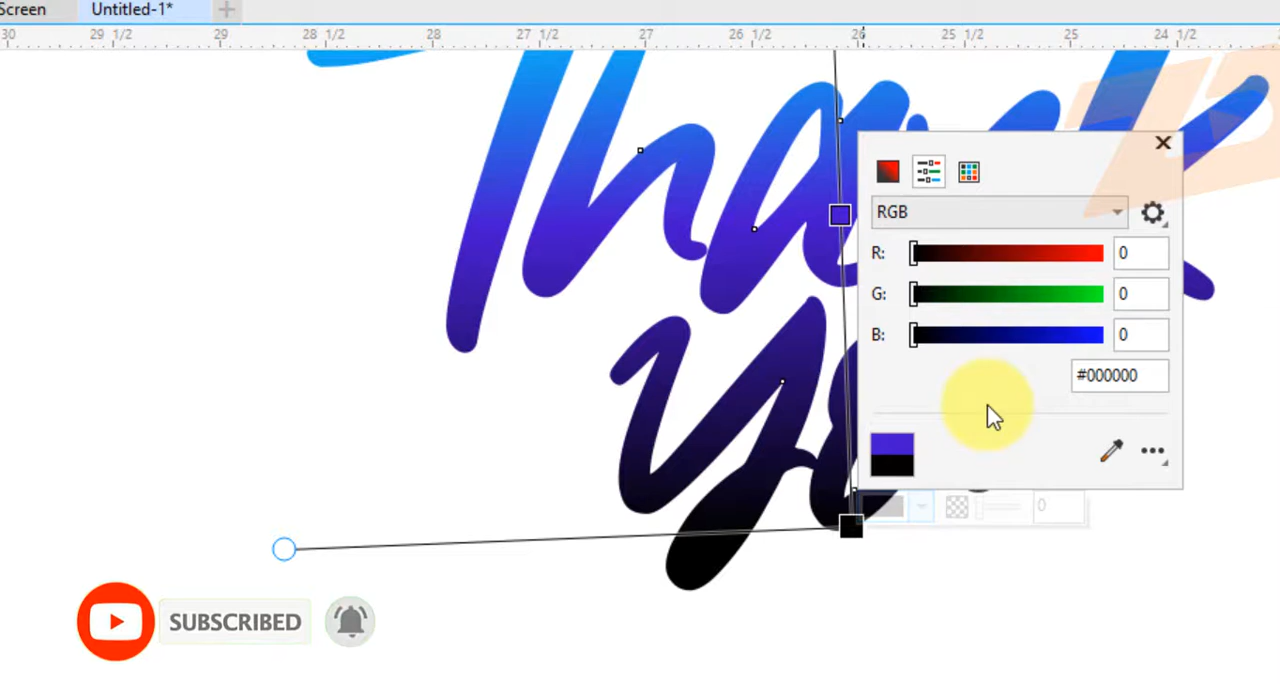 Screen Untitled-1*
30 29 1/2 29 28 1/2 28 27 1/2 27 26 1/2 26 25 1/2 25 24 1/2
Thank
RGB
R: 0
G: 0
B: 0
#000000
0
SUBSCRIBED